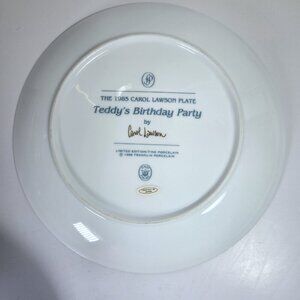 THE 1985 CAROL LAWSON PLATE
Teddy's Birthday Party
by
Carol Lawson
LIMITED EDITION FINE PORCELAIN
© 1985 FRANKLIN PORCELAIN